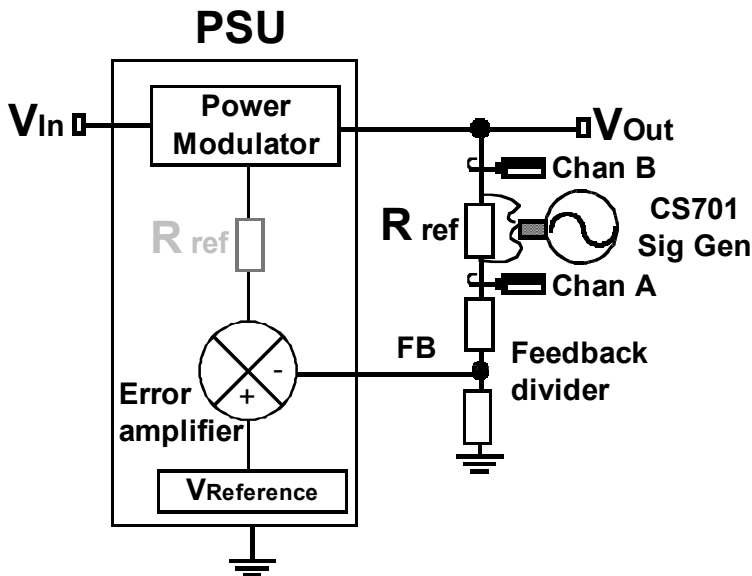 PSU
VIn
Power
Modulator
VOut
Chan B
R ref
R ref
CS701
Sig Gen
Chan A
FB
Feedback
divider
-
+
Error
amplifier
VReference